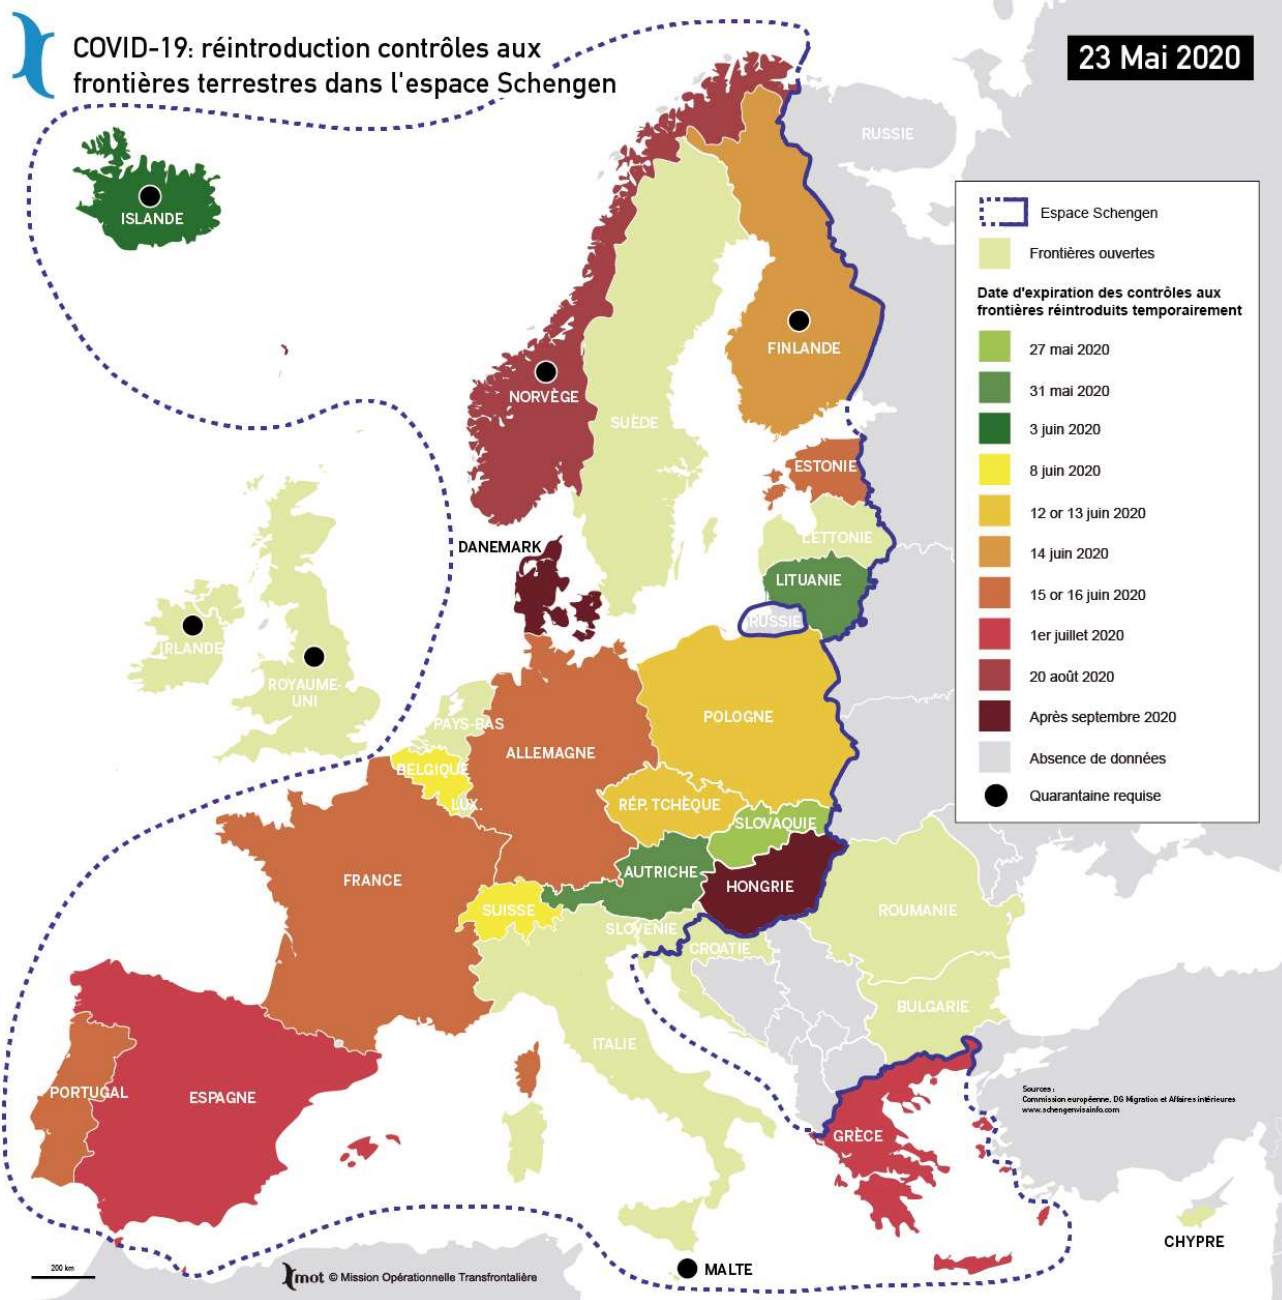 COVID-19: réintroduction contrôles aux
frontières terrestres dans l'espace Schengen
23 Mai 2020
RUSSIE
ISLANDE
Espace Schengen
Frontières ouvertes
Date d'expiration des contrôles aux
frontières réintroduits temporairement
27 mai 2020
31 mai 2020
3 juin 2020
8 juin 2020
12 or 13 juin 2020
14 juin 2020
15 or 16 juin 2020
1er juillet 2020
20 août 2020
Après septembre 2020
Absence de données
Quarantaine requise
FINLANDE
NORVÈGE
SUÈDE
ESTONIE
LETTONIE
DANEMARK
LITUANIE
RUSSIE
IRLANDE
ROYAUME-
UNI
PAYS-BAS
POLOGNE
ALLEMAGNE
BELGIQUE
LUX.
RÉP. TCHÈQUE
SLOVAQUIE
FRANCE
AUTRICHE
HONGRIE
SUISSE
SLOVÉNIE
CROATIE
ROUMANIE
BULGARIE
ITALIE
PORTUGAL
ESPAGNE
GRÈCE
Sources :
Commission européenne, DG Migration et Affaires intérieures
www.schengenvisainfo.com
CHYPRE
MALTE
200 km
mot © Mission Opérationnelle Transfrontalière